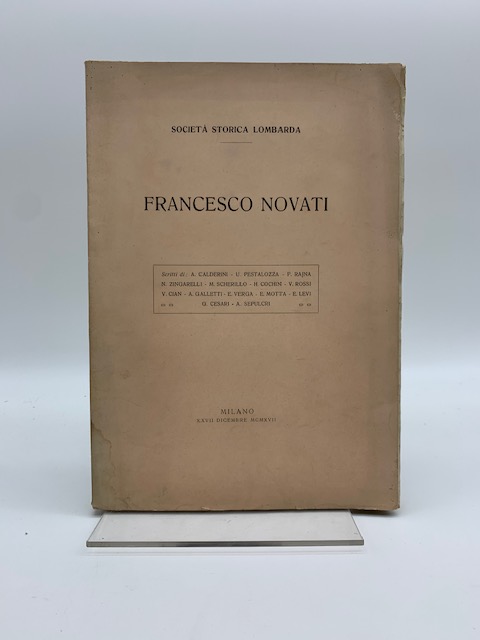 SOCIETÀ STORICA LOMBARDA
FRANCESCO NOVATI
Scritti di: A. CALDERINI - U. PESTALOZZA - P. RAJNA
N. ZINGARELLI - M. SCHERILLO - H. COCHIN - V. ROSSI
V. CIAN - A. GALLETTI - E. VERGA - E. MOTTA - E. LEVI
G. CESARI - A. SEPULCRI
MILANO
XXVII DICEMBRE MCMXVII